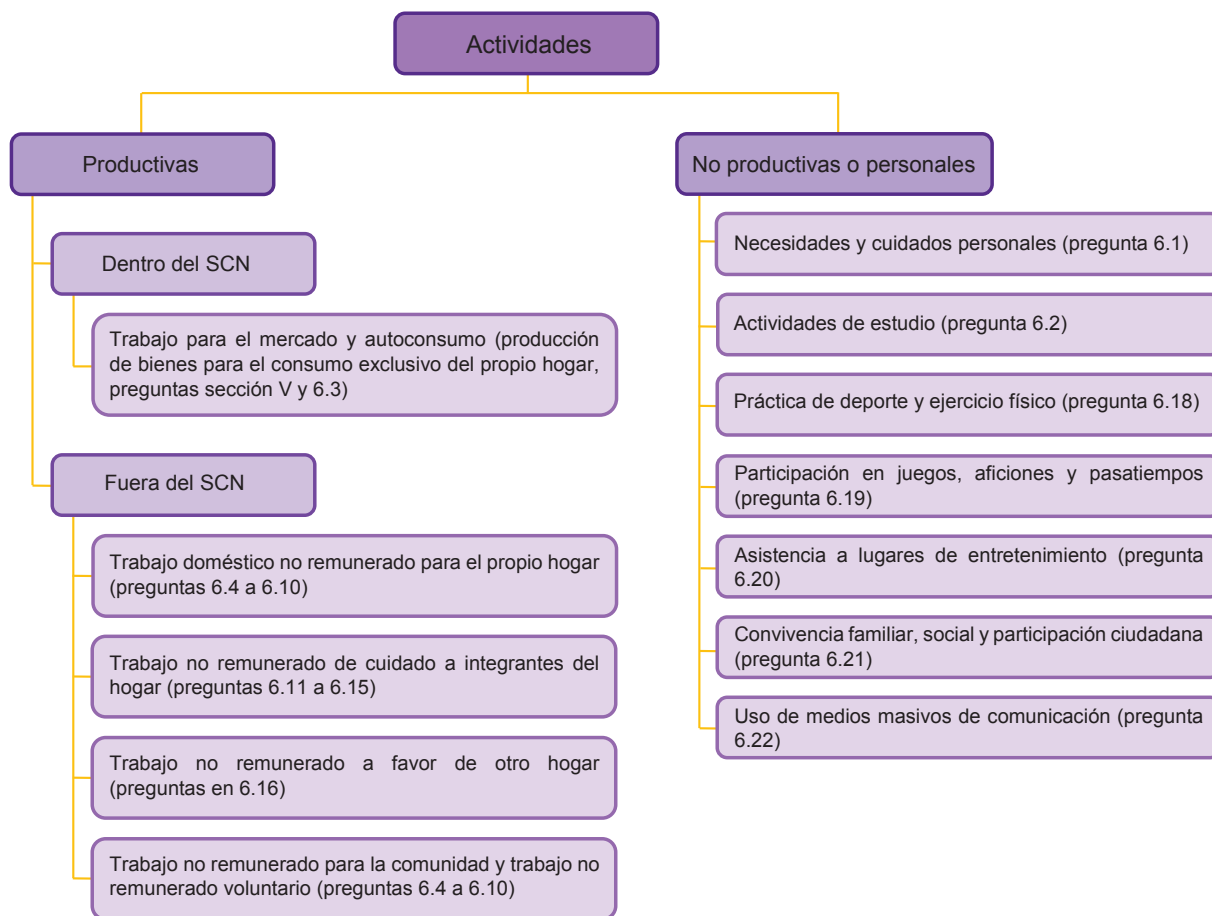 Actividades
Productivas
Dentro del SCN
Trabajo para el mercado y autoconsumo (producción
de bienes para el consumo exclusivo del propio hogar,
preguntas sección V y 6.3)
Fuera del SCN
Trabajo doméstico no remunerado para el propio hogar
(preguntas 6.4 a 6.10)
Trabajo no remunerado de cuidado a integrantes del
hogar (preguntas 6.11 a 6.15)
Trabajo no remunerado a favor de otro hogar
(preguntas en 6.16)
Trabajo no remunerado para la comunidad y trabajo no
remunerado voluntario (preguntas 6.4 a 6.10)
No productivas o personales
Necesidades y cuidados personales (pregunta 6.1)
Actividades de estudio (pregunta 6.2)
Práctica de deporte y ejercicio físico (pregunta 6.18)
Participación en juegos, aficiones y pasatiempos
(pregunta 6.19)
Asistencia a lugares de entretenimiento (pregunta
6.20)
Convivencia familiar, social y participación ciudadana
(pregunta 6.21)
Uso de medios masivos de comunicación (pregunta
6.22)